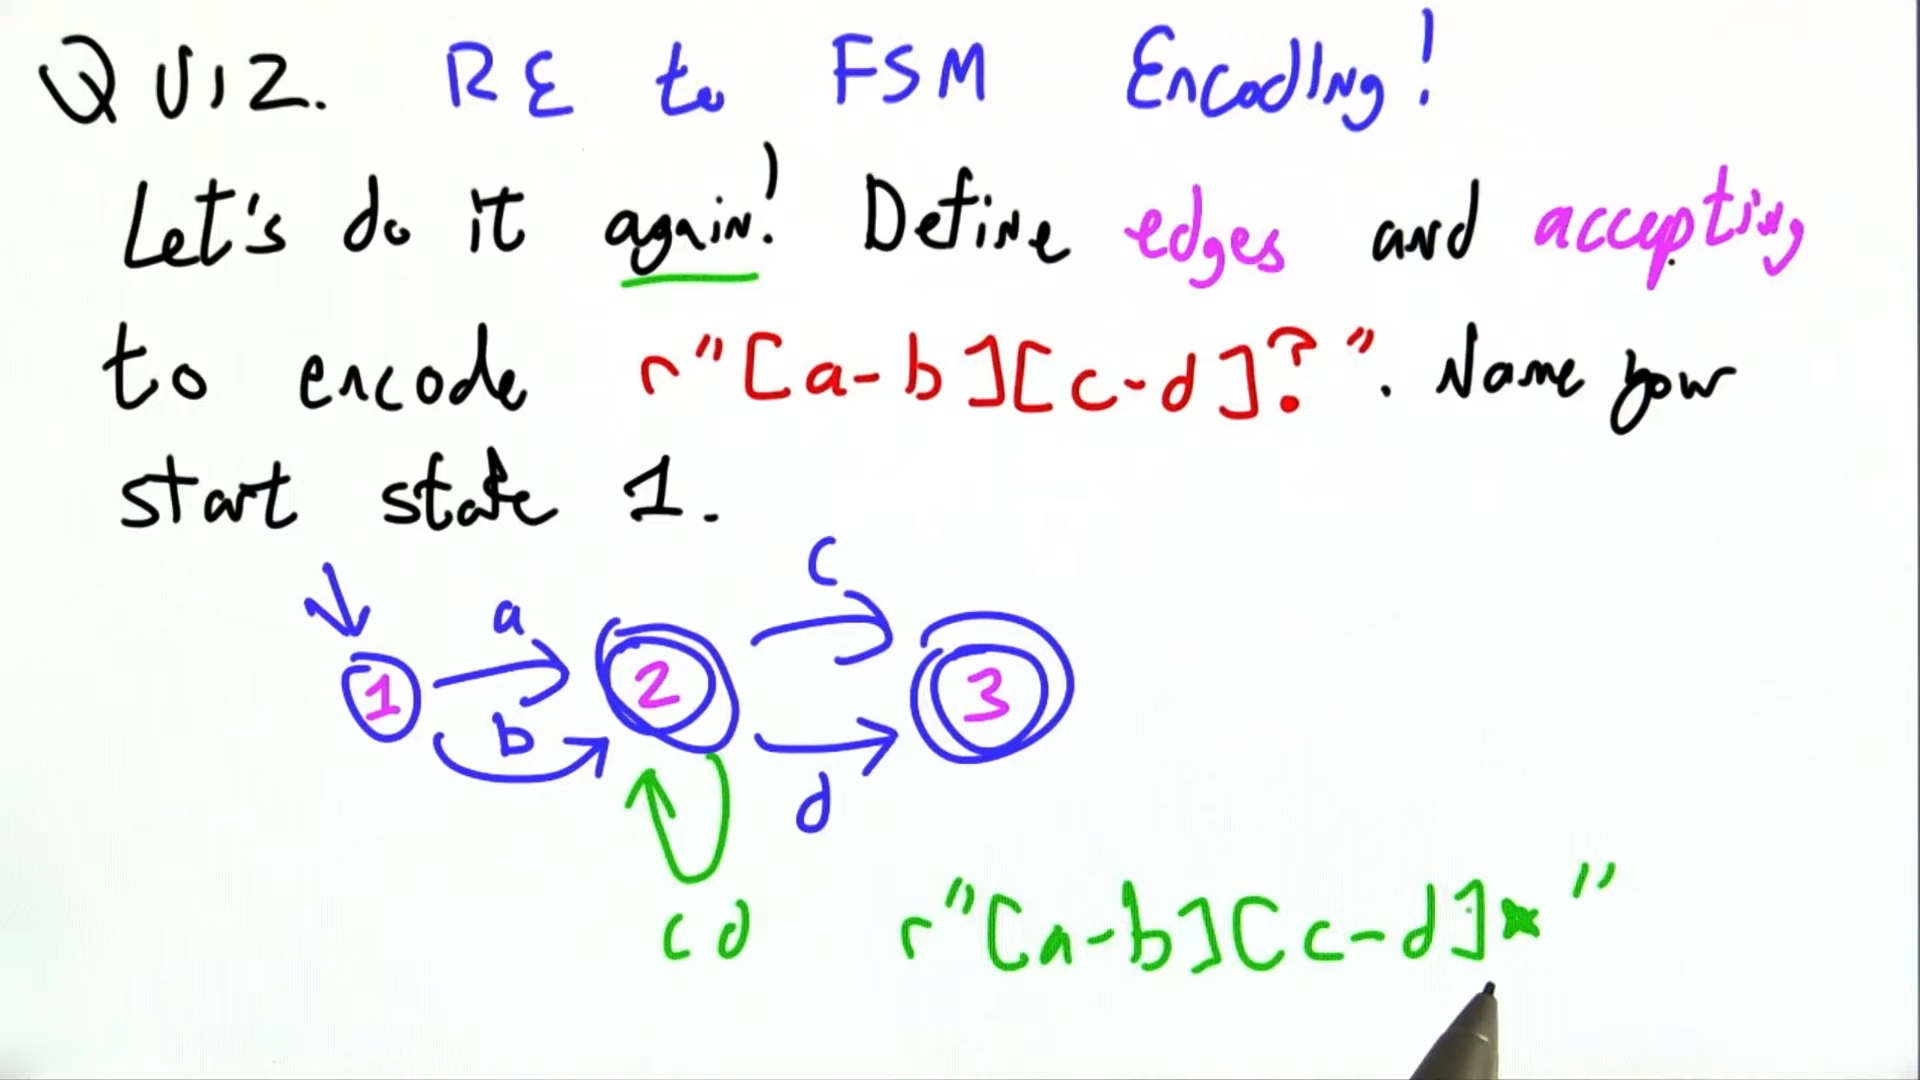 QUIZ. RE to FSM Encoding!
Let's do it again! Define edges and accepting
to encode r"[a-b][c-d]?". Name your
start state 1.
c
a
1 2 3
b
d
cd r"[a-b][c-d]*"